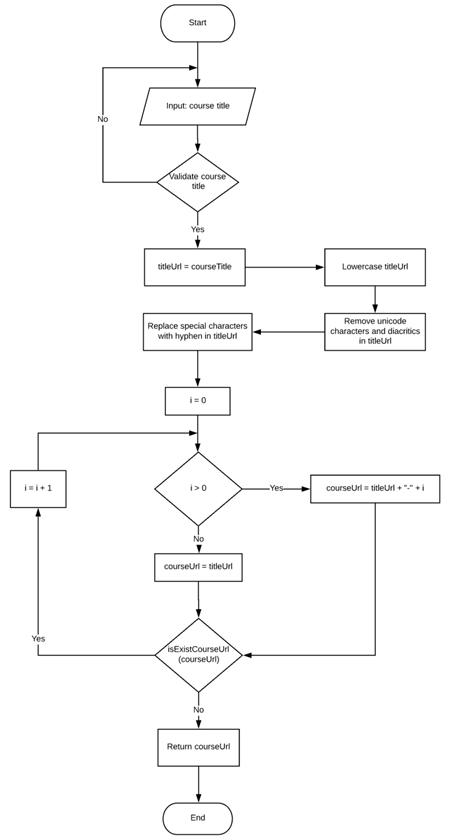 Start
Input: course title
No
Validate course
title
Yes
titleUrl = courseTitle
Lowercase titleUrl
Replace special characters
with hyphen in titleUrl
Remove unicode
characters and diacritics
in titleUrl
i = 0
i = i + 1
i > 0
Yes
courseUrl = titleUrl + "-" + i
No
courseUrl = titleUrl
Yes
isExistCourseUrl
(courseUrl)
No
Return courseUrl
End